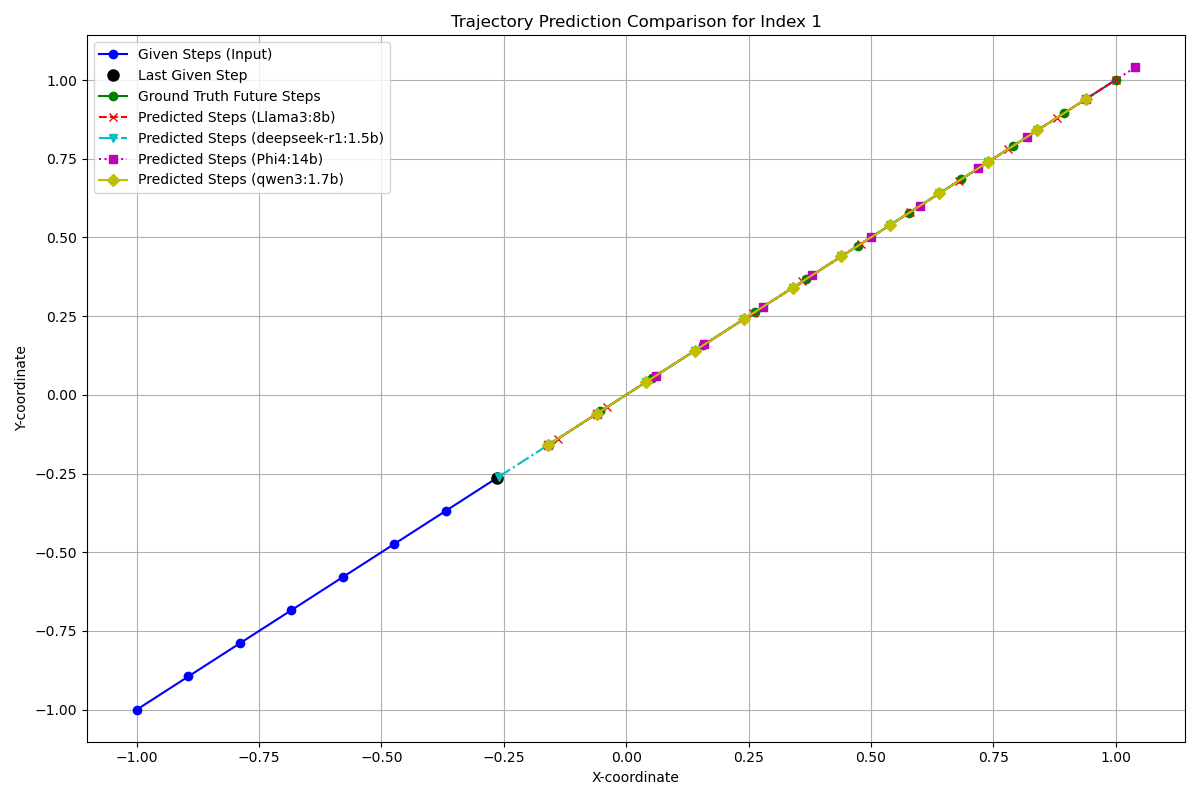 Trajectory Prediction Comparison for Index 1
Given Steps (Input)
Last Given Step
Ground Truth Future Steps
Predicted Steps (Llama3:8b)
Predicted Steps (deepseek-r1:1.5b)
Predicted Steps (Phi4:14b)
Predicted Steps (qwen3:1.7b)
Y-coordinate
1.00
0.75
0.50
0.25
0.00
−0.25
−0.50
−0.75
−1.00
−1.00 −0.75 −0.50 −0.25 0.00 0.25 0.50 0.75 1.00
X-coordinate